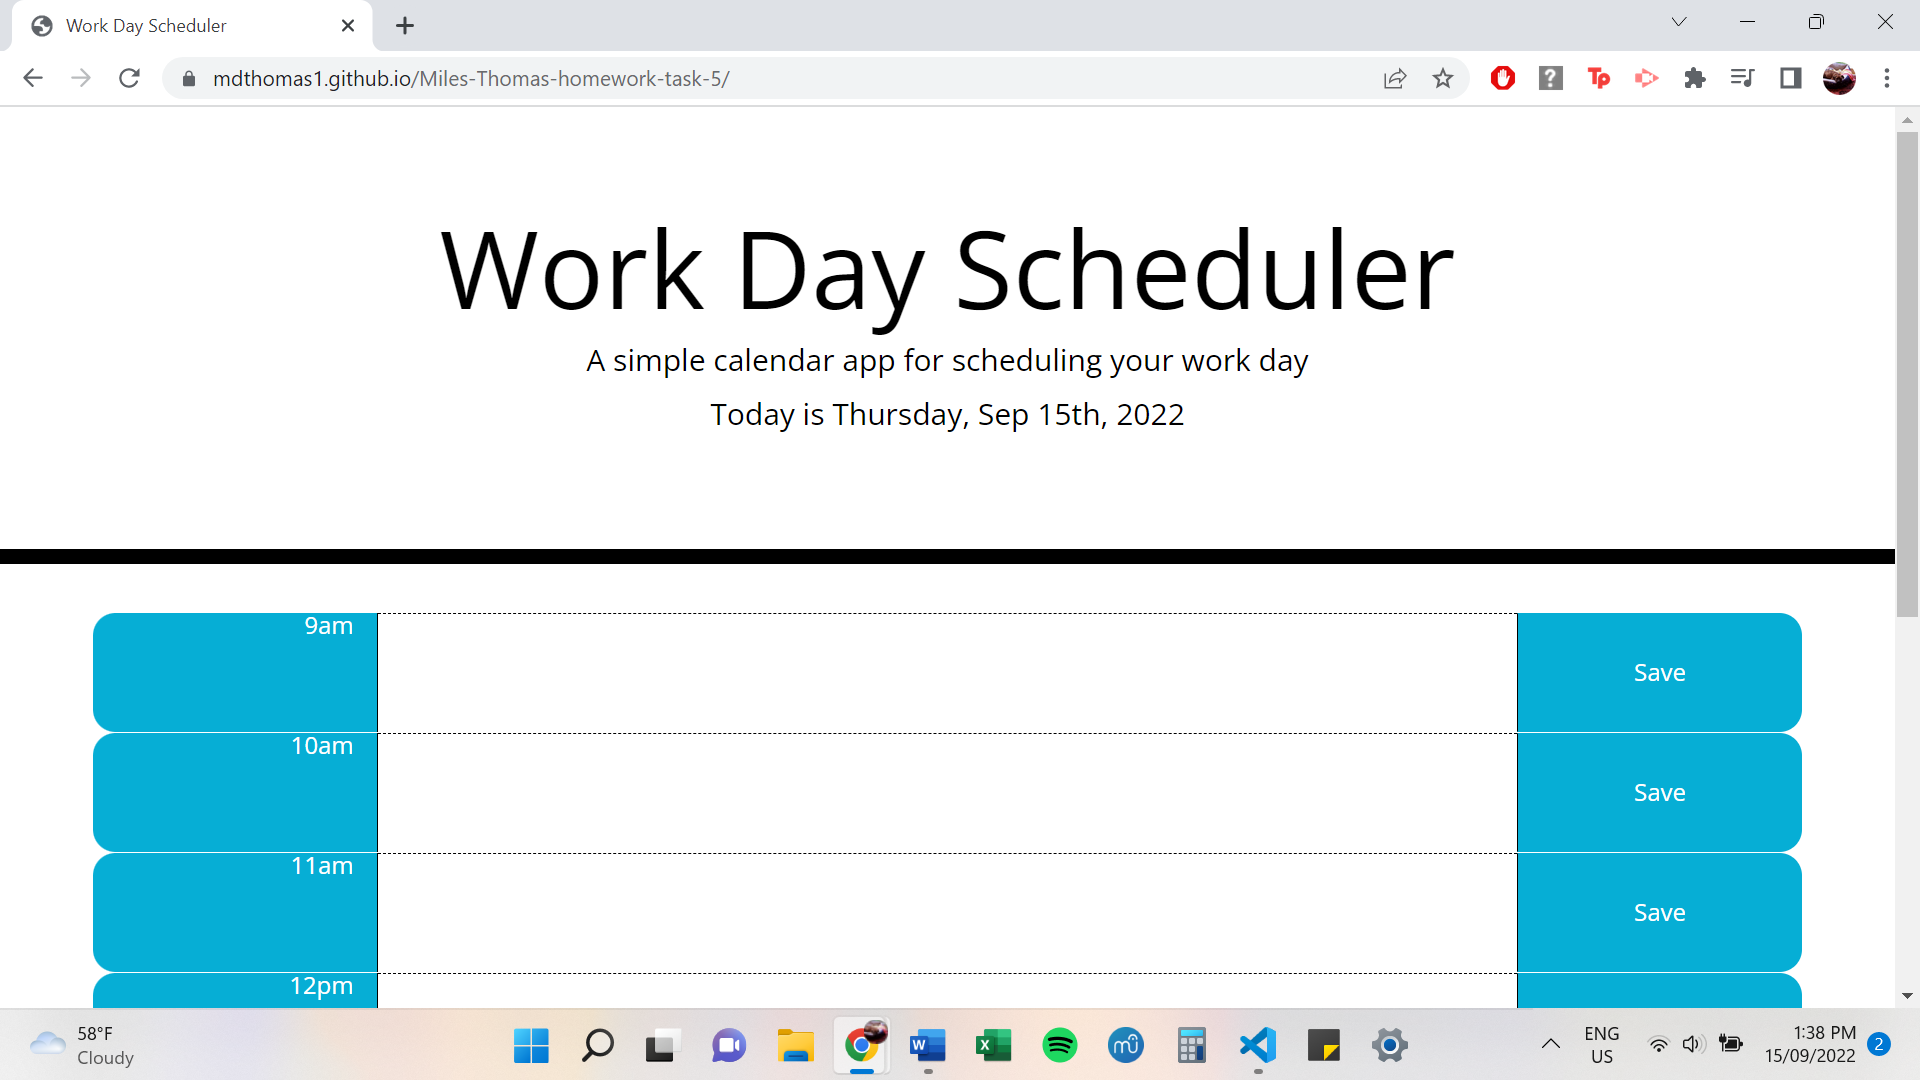 Work Day Scheduler
mdthomas1.github.io/Miles-Thomas-homework-task-5/
Work Day Scheduler
A simple calendar app for scheduling your work day
Today is Thursday, Sep 15th, 2022
9am
Save
10am
Save
11am
Save
12pm
58°F
Cloudy
ENG
US
1:38 PM
15/09/2022
2